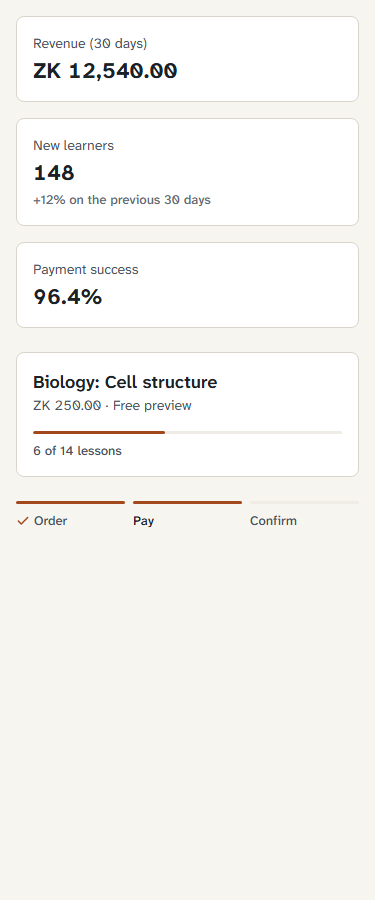 Revenue (30 days)
ZK 12,540.00
New learners
148
+12% on the previous 30 days
Payment success
96.4%
Biology: Cell structure
ZK 250.00 · Free preview
6 of 14 lessons
Order Pay Confirm